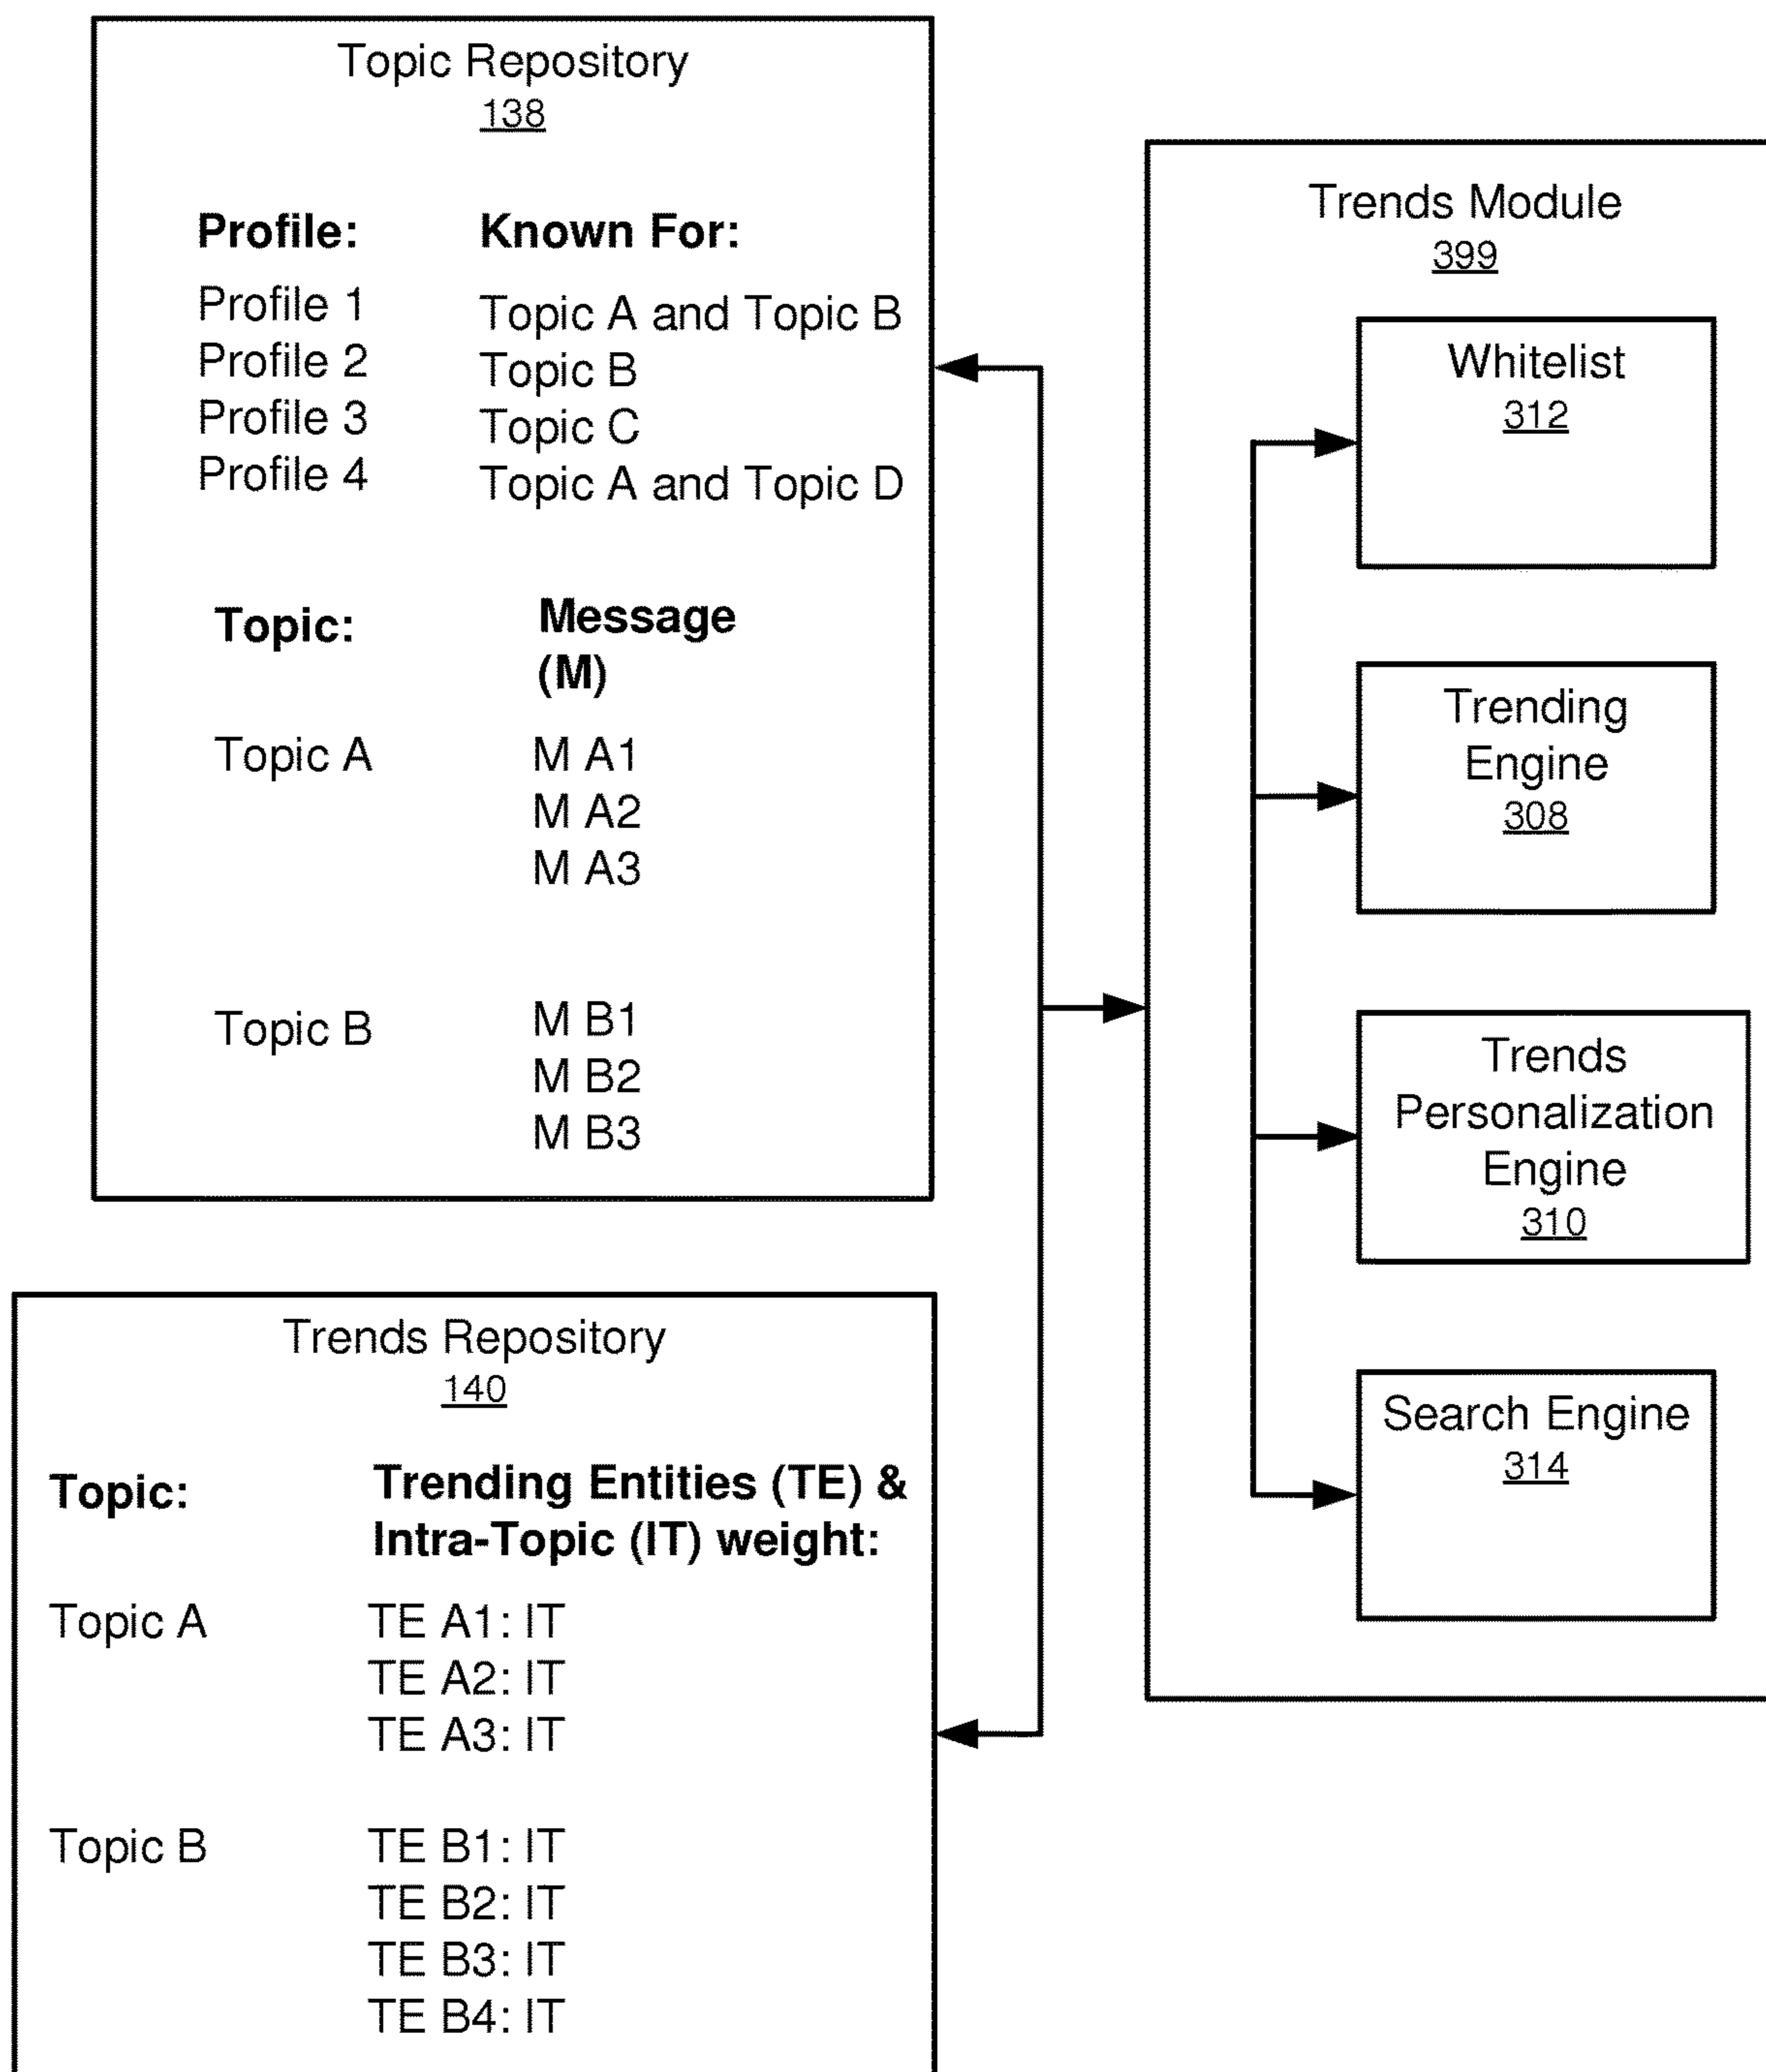 Topic Repository
138
Profile: Known For:
Profile 1 Topic A and Topic B
Profile 2 Topic B
Profile 3 Topic C
Profile 4 Topic A and Topic D
Topic: Message
(M)
Topic A M A1
M A2
M A3
Topic B M B1
M B2
M B3
Trends Repository
140
Topic: Trending Entities (TE) &
Intra-Topic (IT) weight:
Topic A TE A1: IT
TE A2: IT
TE A3: IT
Topic B TE B1: IT
TE B2: IT
TE B3: IT
TE B4: IT
Trends Module
399
Whitelist
312
Trending
Engine
308
Trends
Personalization
Engine
310
Search Engine
314